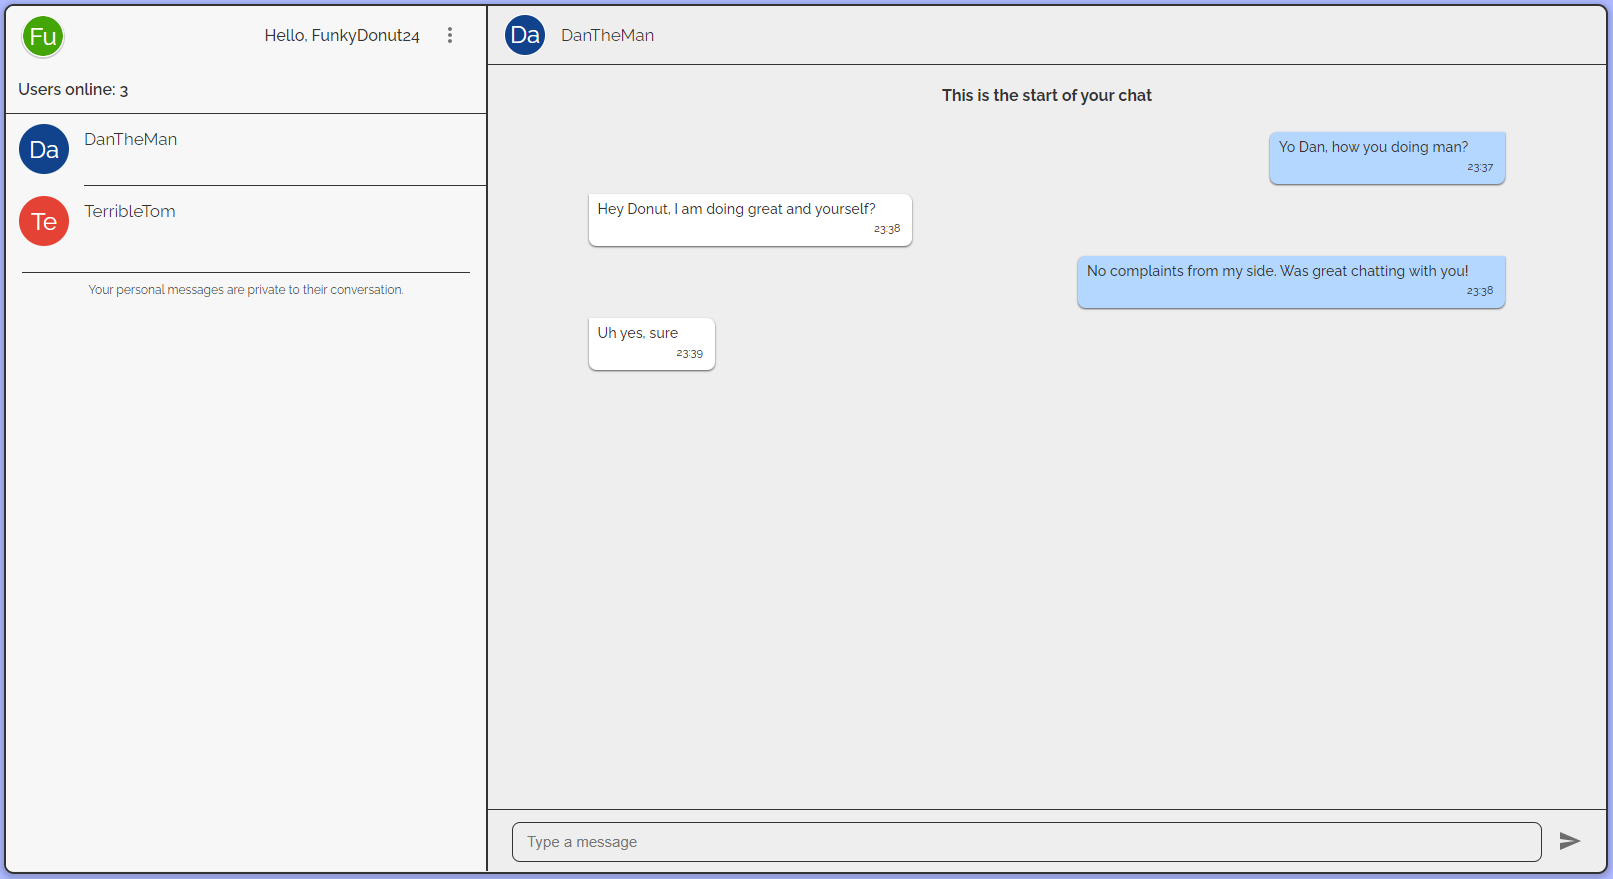 Fu
Hello, FunkyDonut24
Users online: 3
Da
DanTheMan
Te
TerribleTom
Your personal messages are private to their conversation.
Da
DanTheMan
This is the start of your chat
Yo Dan, how you doing man?
23:37
Hey Donut, I am doing great and yourself?
23:38
No complaints from my side. Was great chatting with you!
23:38
Uh yes, sure
23:39
Type a message